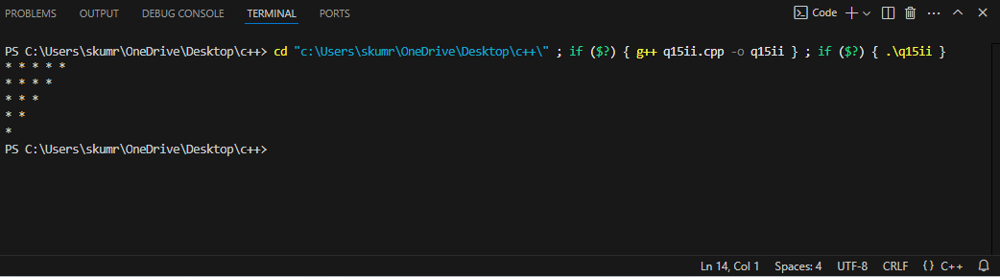 PROBLEMS OUTPUT DEBUG CONSOLE TERMINAL PORTS Code
PS C:\Users\skumr\OneDrive\Desktop\c++> cd "c:\Users\skumr\OneDrive\Desktop\c++\" ; if ($?) { g++ q15ii.cpp -o q15ii } ; if ($?) { .\q15ii }
* * * * *
* * * *
* * *
* *
*
PS C:\Users\skumr\OneDrive\Desktop\c++>
Ln 14, Col 1 Spaces: 4 UTF-8 CRLF {} C++